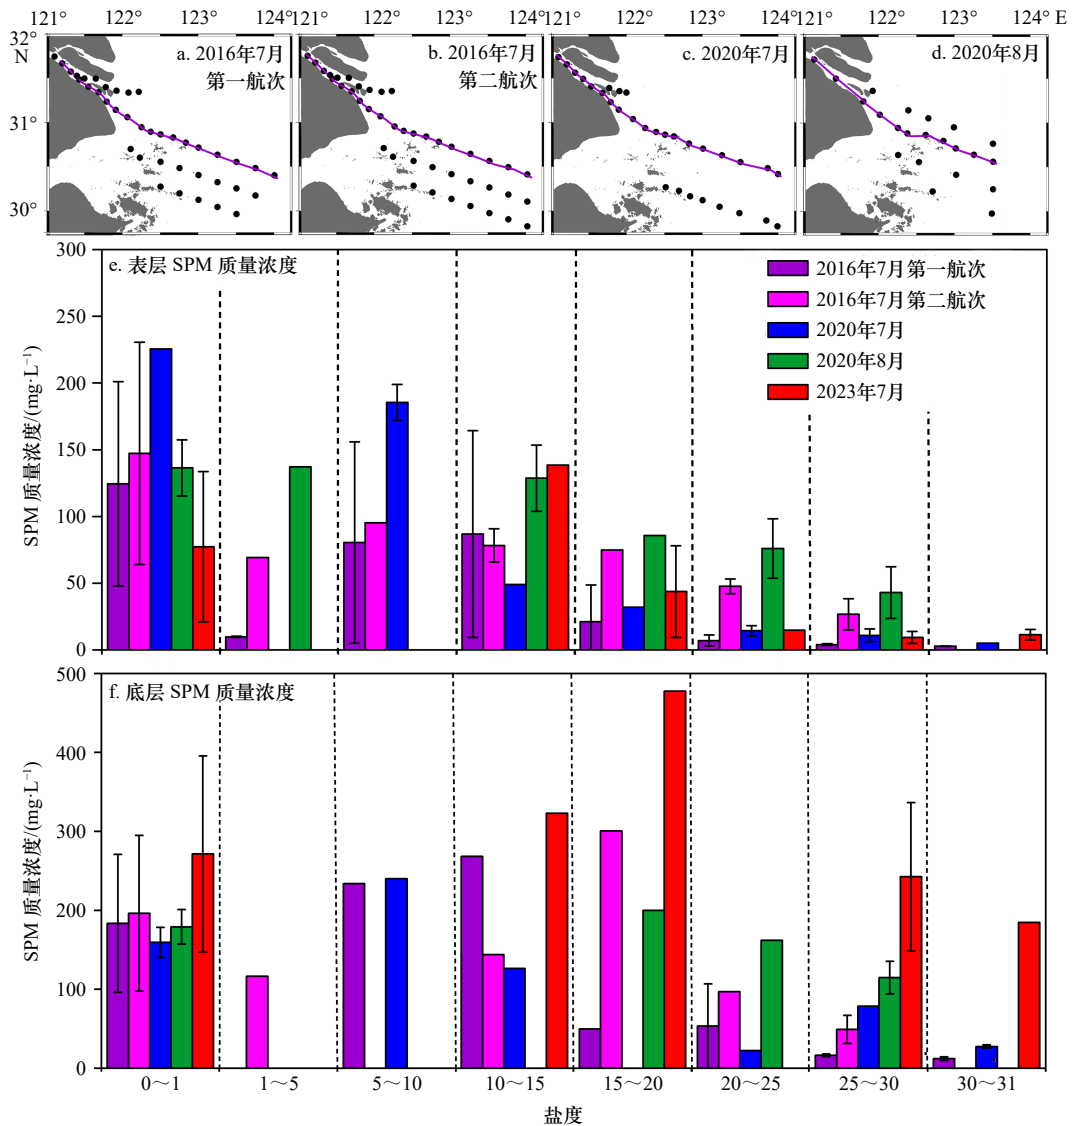 121° 122° 123° 124° 121° 122° 123° 124° 121° 122° 123° 124° 121° 122° 123° 124° E
32°
N
31°
30°
a. 2016年7月
第一航次
b. 2016年7月
第二航次
c. 2020年7月
d. 2020年8月
e. 表层 SPM 质量浓度
SPM 质量浓度/(mg·L⁻¹)
300
250
200
150
100
50
0
2016年7月第一航次
2016年7月第二航次
2020年7月
2020年8月
2023年7月
f. 底层 SPM 质量浓度
SPM 质量浓度/(mg·L⁻¹)
500
400
300
200
100
0
0～1 1～5 5～10 10～15 15～20 20～25 25～30 30～31
盐度